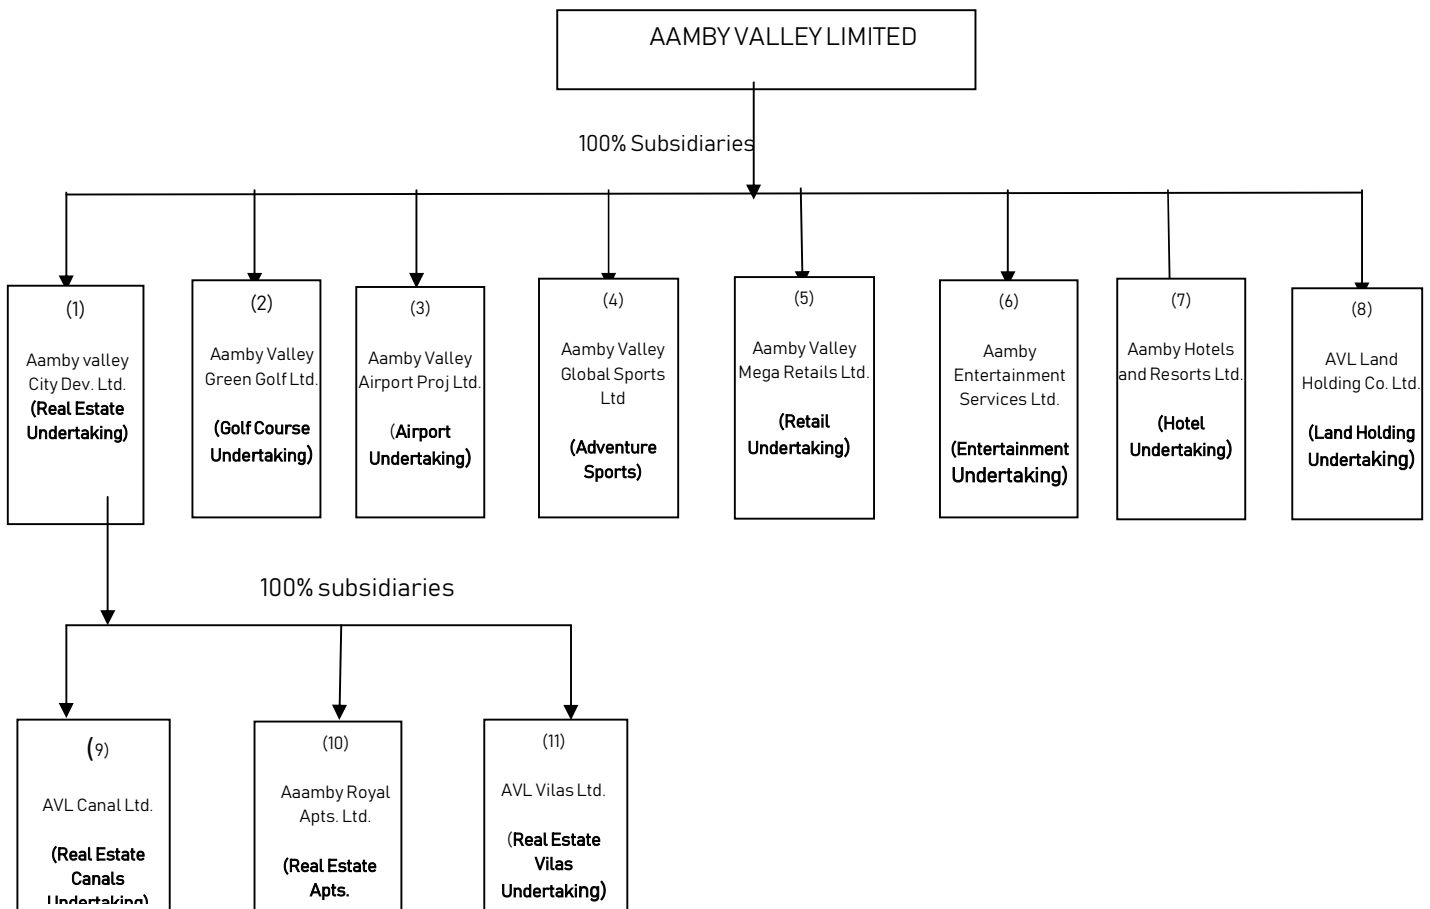 AAMBY VALLEY LIMITED
100% Subsidiaries
(1)
Aamby valley
City Dev. Ltd.
(Real Estate
Undertaking)
(2)
Aamby Valley
Green Golf Ltd.
(Golf Course
Undertaking)
(3)
Aamby Valley
Airport Proj Ltd.
(Airport
Undertaking)
(4)
Aamby Valley
Global Sports
Ltd
(Adventure
Sports)
(5)
Aamby Valley
Mega Retails Ltd.
(Retail
Undertaking)
(6)
Aamby
Entertainment
Services Ltd.
(Entertainment
Undertaking)
(7)
Aamby Hotels
and Resorts Ltd.
(Hotel
Undertaking)
(8)
AVL Land
Holding Co. Ltd.
(Land Holding
Undertaking)
100% subsidiaries
(9)
AVL Canal Ltd.
(Real Estate
Canals
Undertaking)
(10)
Aaamby Royal
Apts. Ltd.
(Real Estate
Apts.
(11)
AVL Vilas Ltd.
(Real Estate
Vilas
Undertaking)